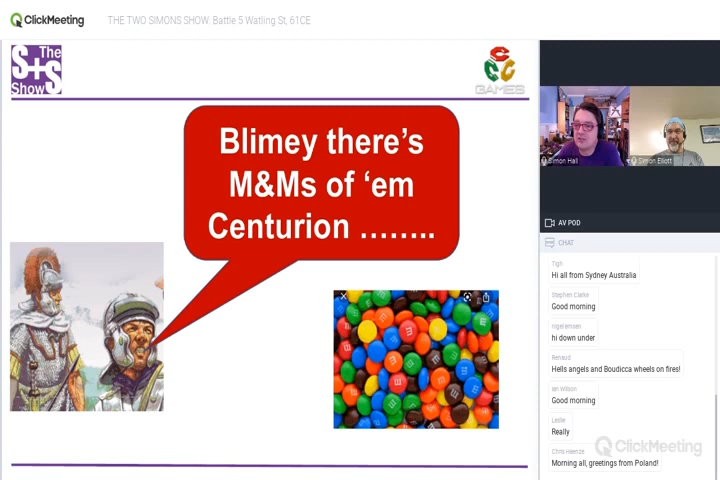 ClickMeeting
THE TWO SIMONS SHOW: Battle 5 Watling St, 61CE
The
S+S
Show
C
C C
GAMES
Blimey there's
M&Ms of 'em
Centurion ……..
Simon Hall
Simon Elliott
AV POD
CHAT
Tigh
Hi all from Sydney Australia
Stephen Clarke
Good morning
nigel emsen
hi down under
Renaud
Hells angels and Boudicca wheels on fires!
Ian Wilson
Good morning
Leslie
Really
ClickMeeting
Chris Heenze
Morning all, greetings from Poland!